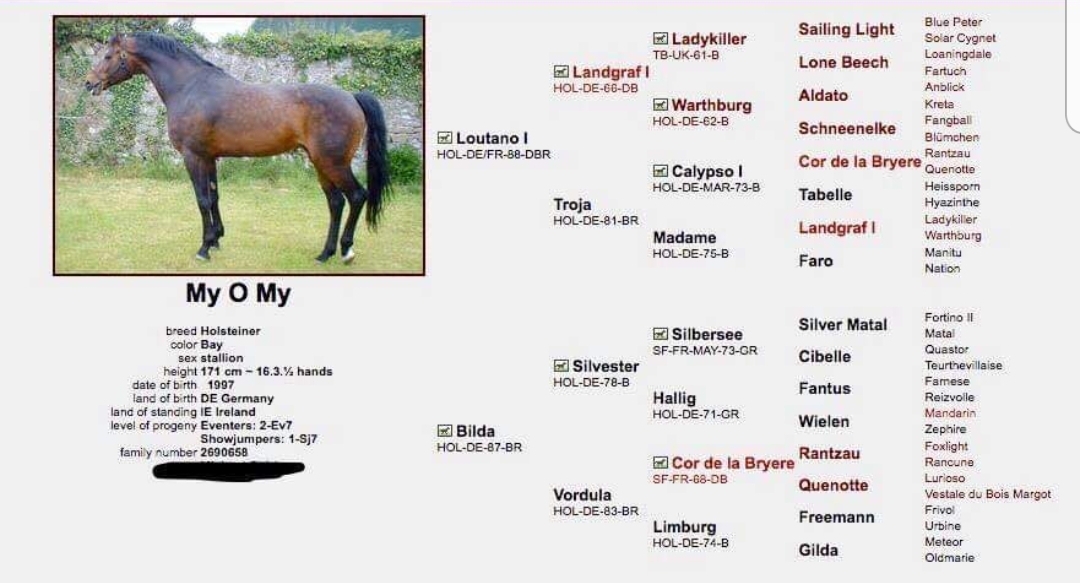 My O My
breed Holsteiner
color Bay
sex stallion
height 171 cm ~ 16.3.½ hands
date of birth 1997
land of birth DE Germany
land of standing IE Ireland
level of progeny Eventers: 2-Ev7
Showjumpers: 1-Sj7
family number 2690658
Loutano I
HOL-DE/FR-88-DBR
Bilda
HOL-DE-87-BR
Landgraf I
HOL-DE-66-DB
Troja
HOL-DE-81-BR
Silvester
HOL-DE-78-B
Vordula
HOL-DE-83-BR
Ladykiller
TB-UK-61-B
Warthburg
HOL-DE-62-B
Calypso I
HOL-DE-MAR-73-B
Madame
HOL-DE-75-B
Silbersee
SF-FR-MAY-73-GR
Hallig
HOL-DE-71-GR
Cor de la Bryere
SF-FR-68-DB
Limburg
HOL-DE-74-B
Sailing Light
Lone Beech
Aldato
Schneenelke
Cor de la Bryere
Tabelle
Landgraf I
Faro
Silver Matal
Cibelle
Fantus
Wielen
Rantzau
Quenotte
Freemann
Gilda
Blue Peter
Solar Cygnet
Loaningdale
Fartuch
Anblick
Kreta
Fangball
Blümchen
Rantzau
Quenotte
Heissporn
Hyazinthe
Ladykiller
Warthburg
Manitu
Nation
Fortino II
Matal
Quastor
Teurthevillaise
Farnese
Reizvolle
Mandarin
Zephire
Foxlight
Rancune
Lurioso
Vestale du Bois Margot
Frivol
Urbine
Meteor
Oldmarie